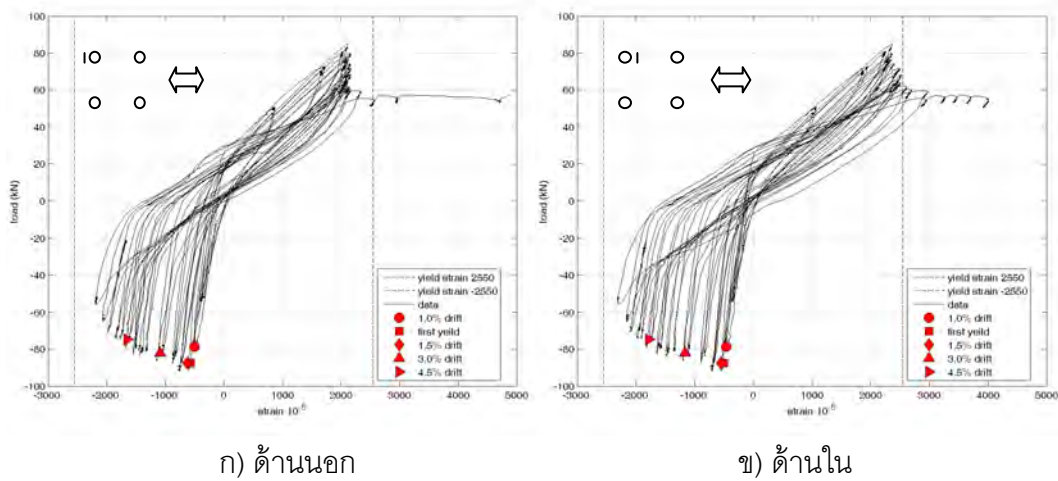 100
80
60
40
20
0
-20
-40
-60
-80
-100
load (kN)
-3000 -2000 -1000 0 1000 2000 3000 4000 5000
strain 10-6
yield strain 2550
yield strain -2550
data
1.0% drift
first yeild
1.5% drift
3.0% drift
4.5% drift
ก) ด้านนอก
100
80
60
40
20
0
-20
-40
-60
-80
-100
load (kN)
-3000 -2000 -1000 0 1000 2000 3000 4000 5000
strain 10-6
yield strain 2550
yield strain -2550
data
1.0% drift
first yeild
1.5% drift
3.0% drift
4.5% drift
ข) ด้านใน